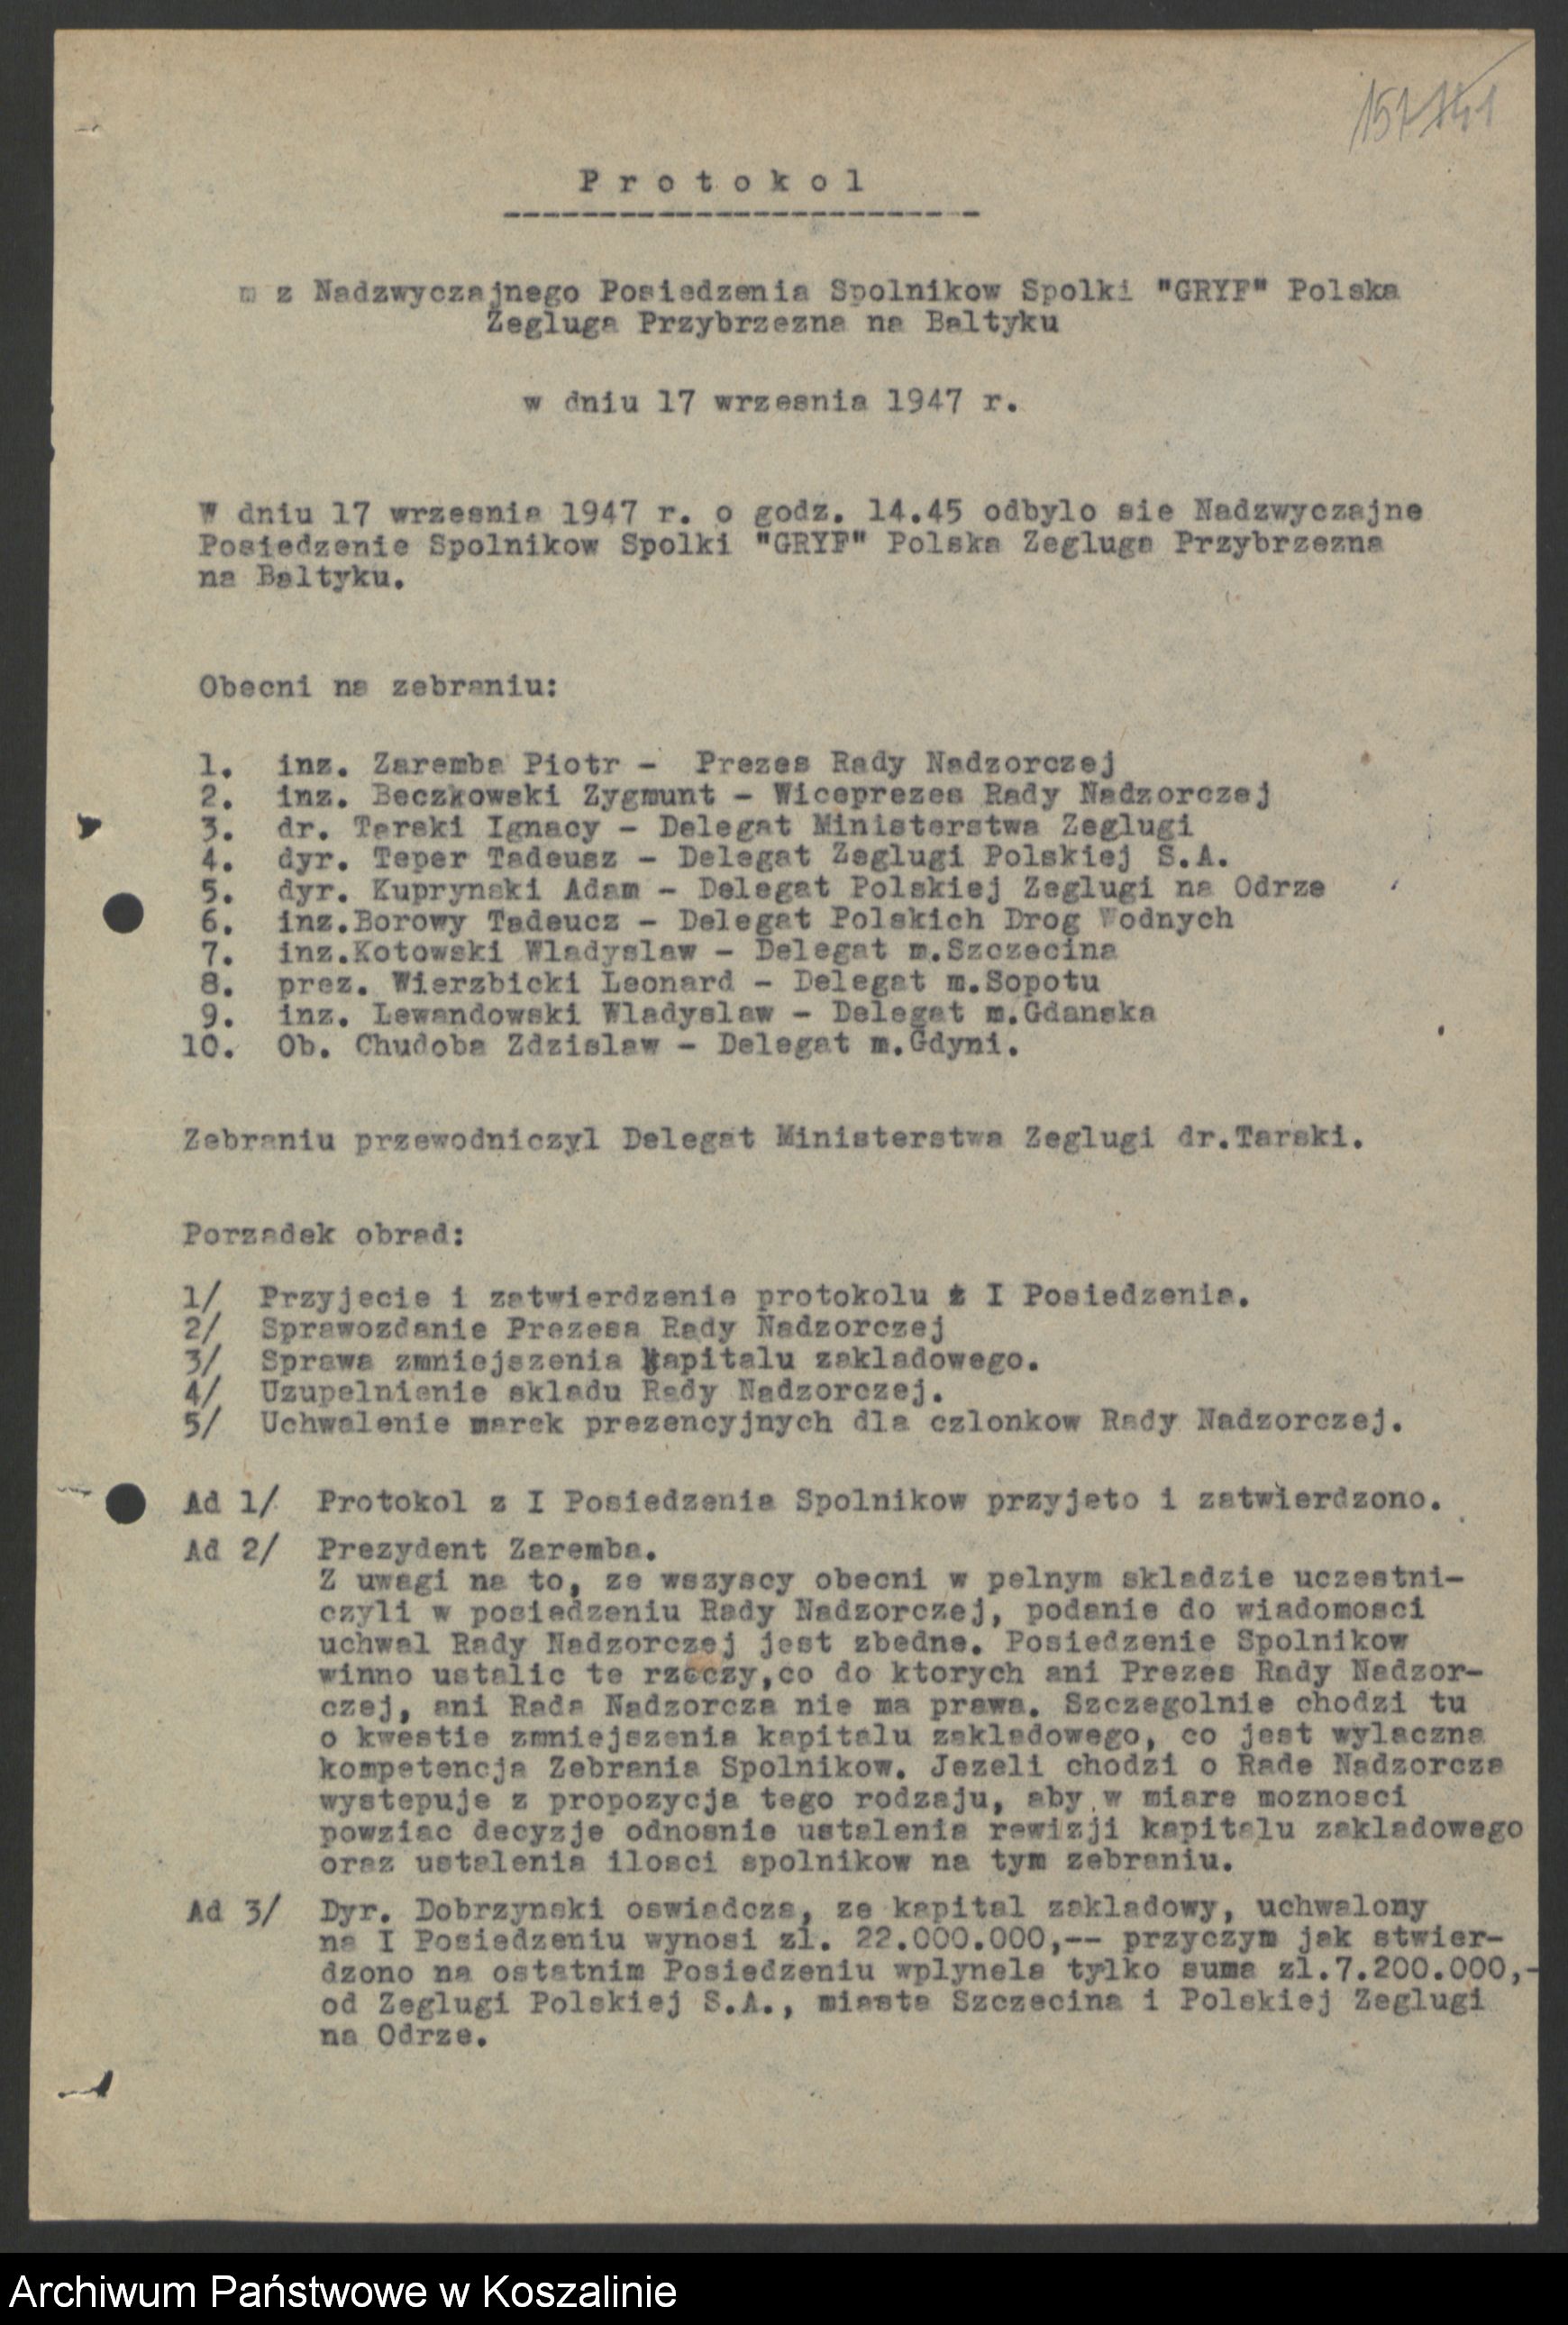 157 141
P r o t o k o l
m z Nadzwyczajnego Posiedzenia Spolnikow Spolki "GRYF" Polska
Zegluga Przybrzezna na Baltyku
w dniu 17 wrzesnia 1947 r.
W dniu 17 wrzesnia 1947 r. o godz. 14.45 odbylo sie Nadzwyczajne
Posiedzenie Spolnikow Spolki "GRYF" Polska Zegluga Przybrzezna
na Baltyku.
Obecni na zebraniu:
1. inz. Zaremba Piotr - Prezes Rady Nadzorczej
2. inz. Beczkowski Zygmunt - Wiceprezes Rady Nadzorczej
3. dr. Tarski Ignacy - Delegat Ministerstwa Zeglugi
4. dyr. Teper Tadeusz - Delegat Zeglugi Polskiej S.A.
5. dyr. Kuprynski Adam - Delegat Polskiej Zeglugi na Odrze
6. inz.Borowy Tadeucz - Delegat Polskich Drog Wodnych
7. inz.Kotowski Wladyslaw - Delegat m.Szczecina
8. prez. Wierzbicki Leonard - Delegat m.Sopotu
9. inz. Lewandowski Wladyslaw - Delegat m.Gdanska
10. Ob. Chudoba Zdzislaw - Delegat m.Gdyni.
Zebraniu przewodniczyl Delegat Ministerstwa Zeglugi dr.Tarski.
Porzadek obrad:
1/ Przyjecie i zatwierdzenie protokolu z I Posiedzenia.
2/ Sprawozdanie Prezesa Rady Nadzorczej
3/ Sprawa zmniejszenia kapitalu zakladowego.
4/ Uzupelnienie skladu Rady Nadzorczej.
5/ Uchwalenie marek prezencyjnych dla czlonkow Rady Nadzorczej.
Ad 1/ Protokol z I Posiedzenia Spolnikow przyjeto i zatwierdzono.
Ad 2/ Prezydent Zaremba.
Z uwagi na to, ze wszyscy obecni w pelnym skladzie uczestni-
czyli w posiedzeniu Rady Nadzorczej, podanie do wiadomosci
uchwal Rady Nadzorczej jest zbedne. Posiedzenie Spolnikow
winno ustalic te rzeczy,co do ktorych ani Prezes Rady Nadzor-
czej, ani Rada Nadzorcza nie ma prawa. Szczegolnie chodzi tu
o kwestie zmniejszenia kapitalu zakladowego, co jest wylaczna
kompetencja Zebrania Spolnikow. Jezeli chodzi o Rade Nadzorcza
wystepuje z propozycja tego rodzaju, aby w miare moznosci
powziac decyzje odnosnie ustalenia rewizji kapitalu zakladowego
oraz ustalenia ilosci spolnikow na tym zebraniu.
Ad 3/ Dyr. Dobrzynski oswiadcza, ze kapital zakladowy, uchwalony
na I Posiedzeniu wynosi zl. 22.000.000,-- przyczym jak stwier-
dzono na ostatnim Posiedzeniu wplynela tylko suma zl.7.200.000,-
od Zeglugi Polskiej S.A., miasta Szczecina i Polskiej Zeglugi
na Odrze.
Archiwum Państwowe w Koszalinie